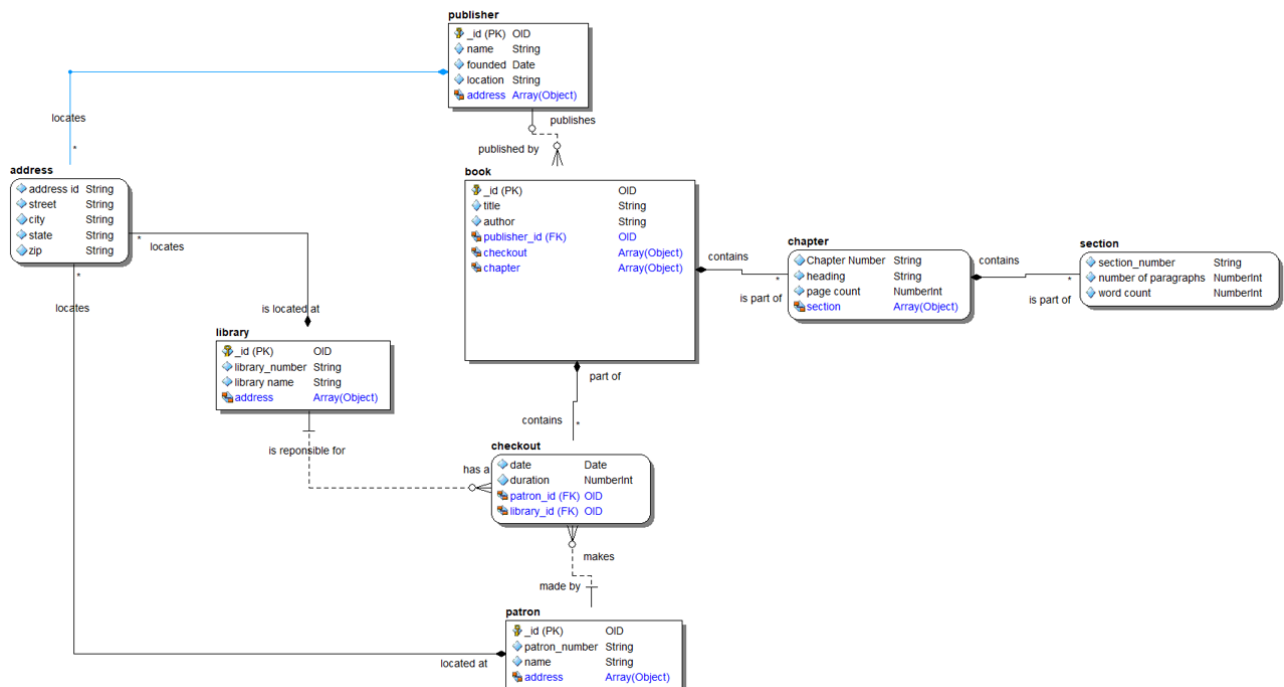 publisher
_id (PK) OID
name String
founded Date
location String
address Array(Object)
locates
*
publishes
published by
address
address id String
street String
city String
state String
zip String
*
locates
*
locates
book
_id (PK) OID
title String
author String
publisher_id (FK) OID
checkout Array(Object)
chapter Array(Object)
contains
*
is part of
chapter
Chapter Number String
heading String
page count NumberInt
section Array(Object)
contains
*
is part of
section
section_number String
number of paragraphs NumberInt
word count NumberInt
is located at
library
_id (PK) OID
library_number String
library name String
address Array(Object)
is reponsible for
has a
part of
contains
*
checkout
date Date
duration NumberInt
patron_id (FK) OID
library_id (FK) OID
makes
made by
patron
_id (PK) OID
patron_number String
name String
address Array(Object)
located at